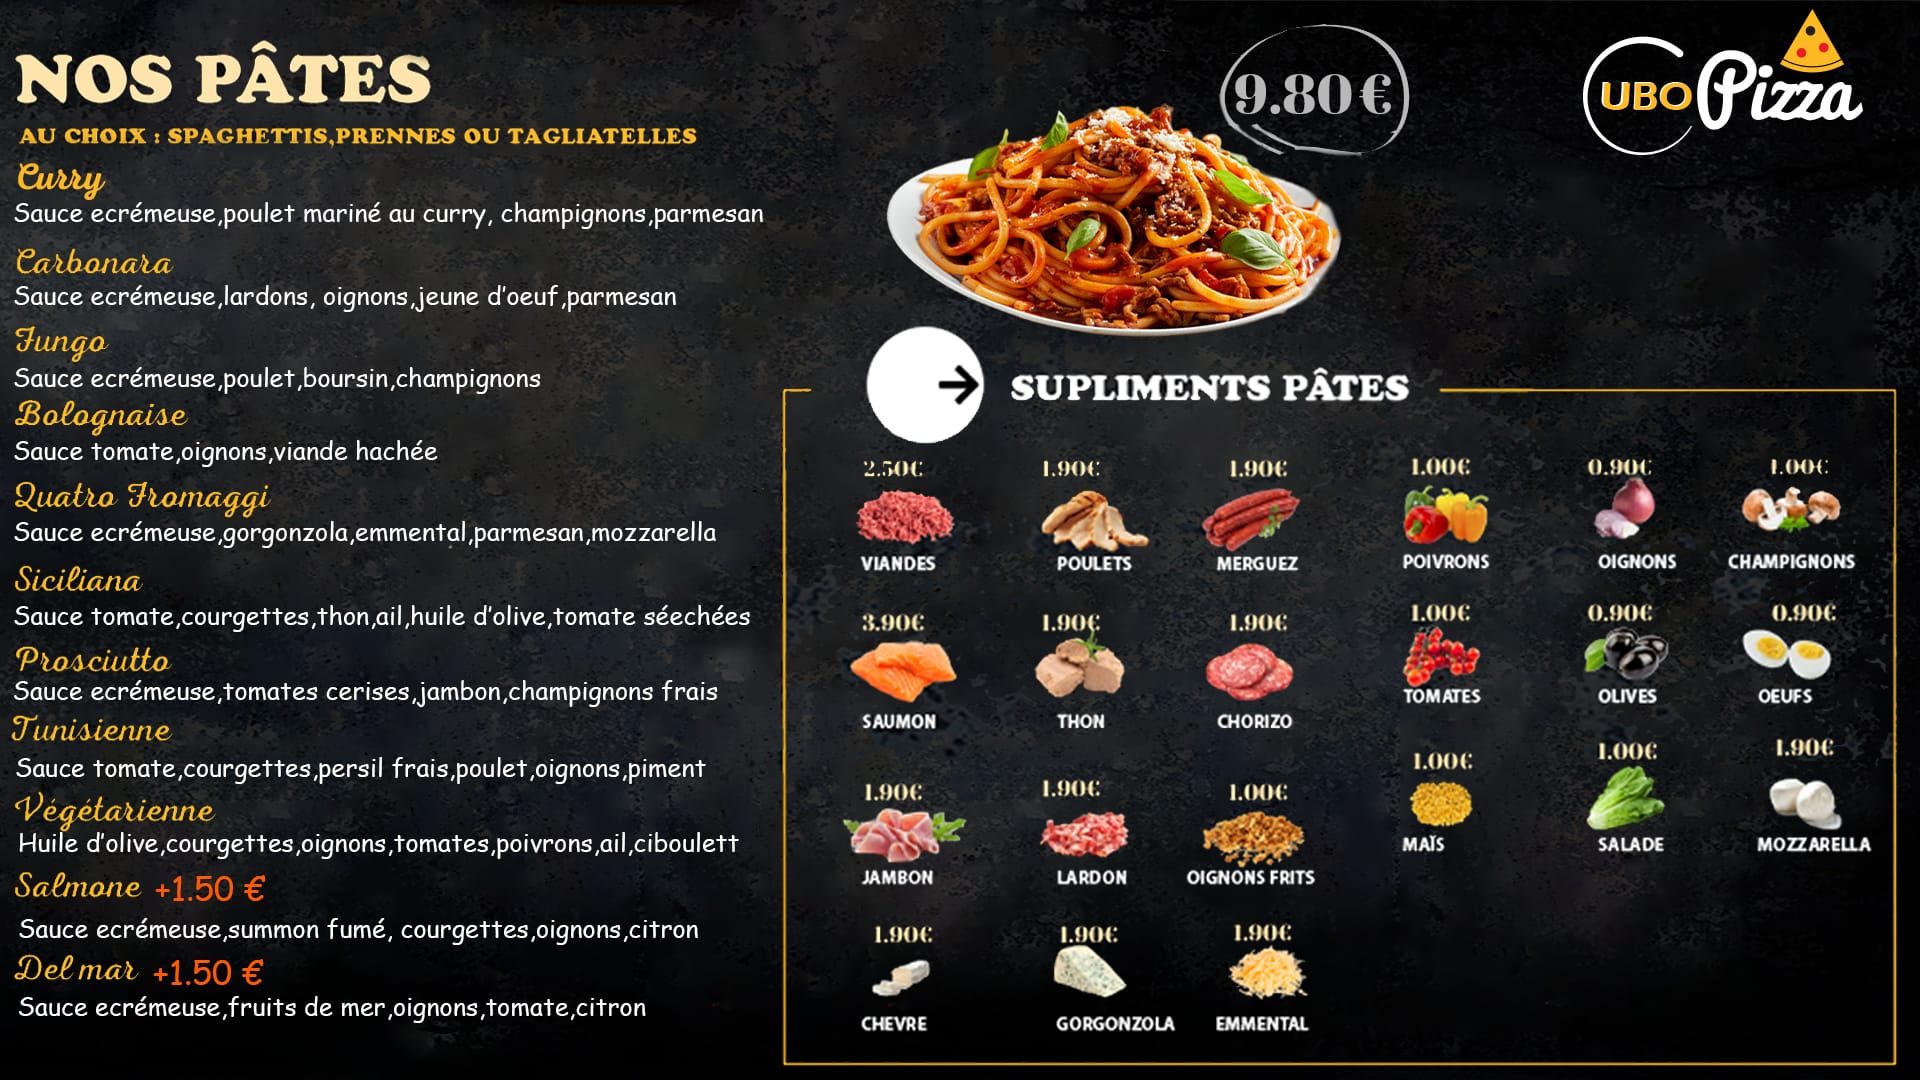 NOS PÂTES
AU CHOIX : SPAGHETTIS,PRENNES OU TAGLIATELLES
Curry
Sauce ecrémeuse,poulet mariné au curry, champignons,parmesan
Carbonara
Sauce ecrémeuse,lardons, oignons,jeune d'oeuf,parmesan
Fungo
Sauce ecrémeuse,poulet,boursin,champignons
Bolognaise
Sauce tomate,oignons,viande hachée
Quatro Fromaggi
Sauce ecrémeuse,gorgonzola,emmental,parmesan,mozzarella
Siciliana
Sauce tomate,courgettes,thon,ail,huile d'olive,tomate séechées
Prosciutto
Sauce ecrémeuse,tomates cerises,jambon,champignons frais
Tunisienne
Sauce tomate,courgettes,persil frais,poulet,oignons,piment
Végétarienne
Huile d'olive,courgettes,oignons,tomates,poivrons,ail,ciboulett
Salmone +1.50 €
Sauce ecrémeuse,summon fumé, courgettes,oignons,citron
Del mar +1.50 €
Sauce ecrémeuse,fruits de mer,oignons,tomate,citron
9.80 €
UBO Pizza
SUPLIMENTS PÂTES
2.50€ 1.90€ 1.90€ 1.00€ 0.90€ 1.00€
VIANDES POULETS MERGUEZ POIVRONS OIGNONS CHAMPIGNONS
3.90€ 1.90€ 1.90€ 1.00€ 0.90€ 0.90€
SAUMON THON CHORIZO TOMATES OLIVES OEUFS
1.90€ 1.90€ 1.00€ 1.00€ 1.00€ 1.90€
JAMBON LARDON OIGNONS FRITS MAÏS SALADE MOZZARELLA
1.90€ 1.90€ 1.90€
CHEVRE GORGONZOLA EMMENTAL